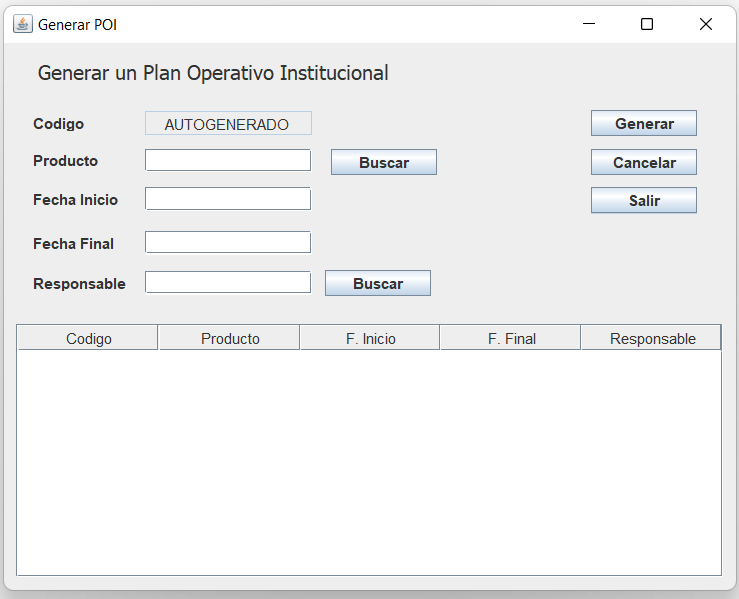 Generar POI
Generar un Plan Operativo Institucional
Codigo AUTOGENERADO Generar
Producto Buscar Cancelar
Fecha Inicio Salir
Fecha Final
Responsable Buscar
Codigo Producto F. Inicio F. Final Responsable